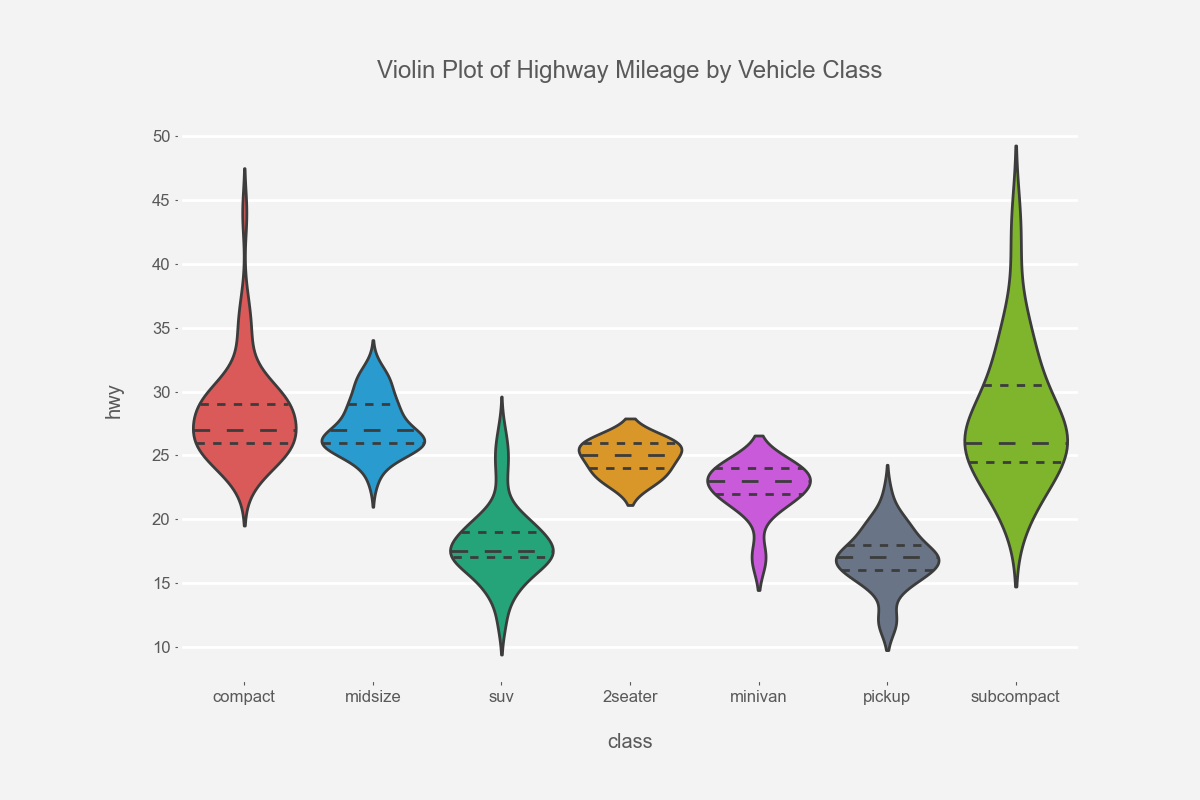 Violin Plot of Highway Mileage by Vehicle Class
50
45
40
35
30
25
20
15
10
hwy
compact midsize suv 2seater minivan pickup subcompact
class